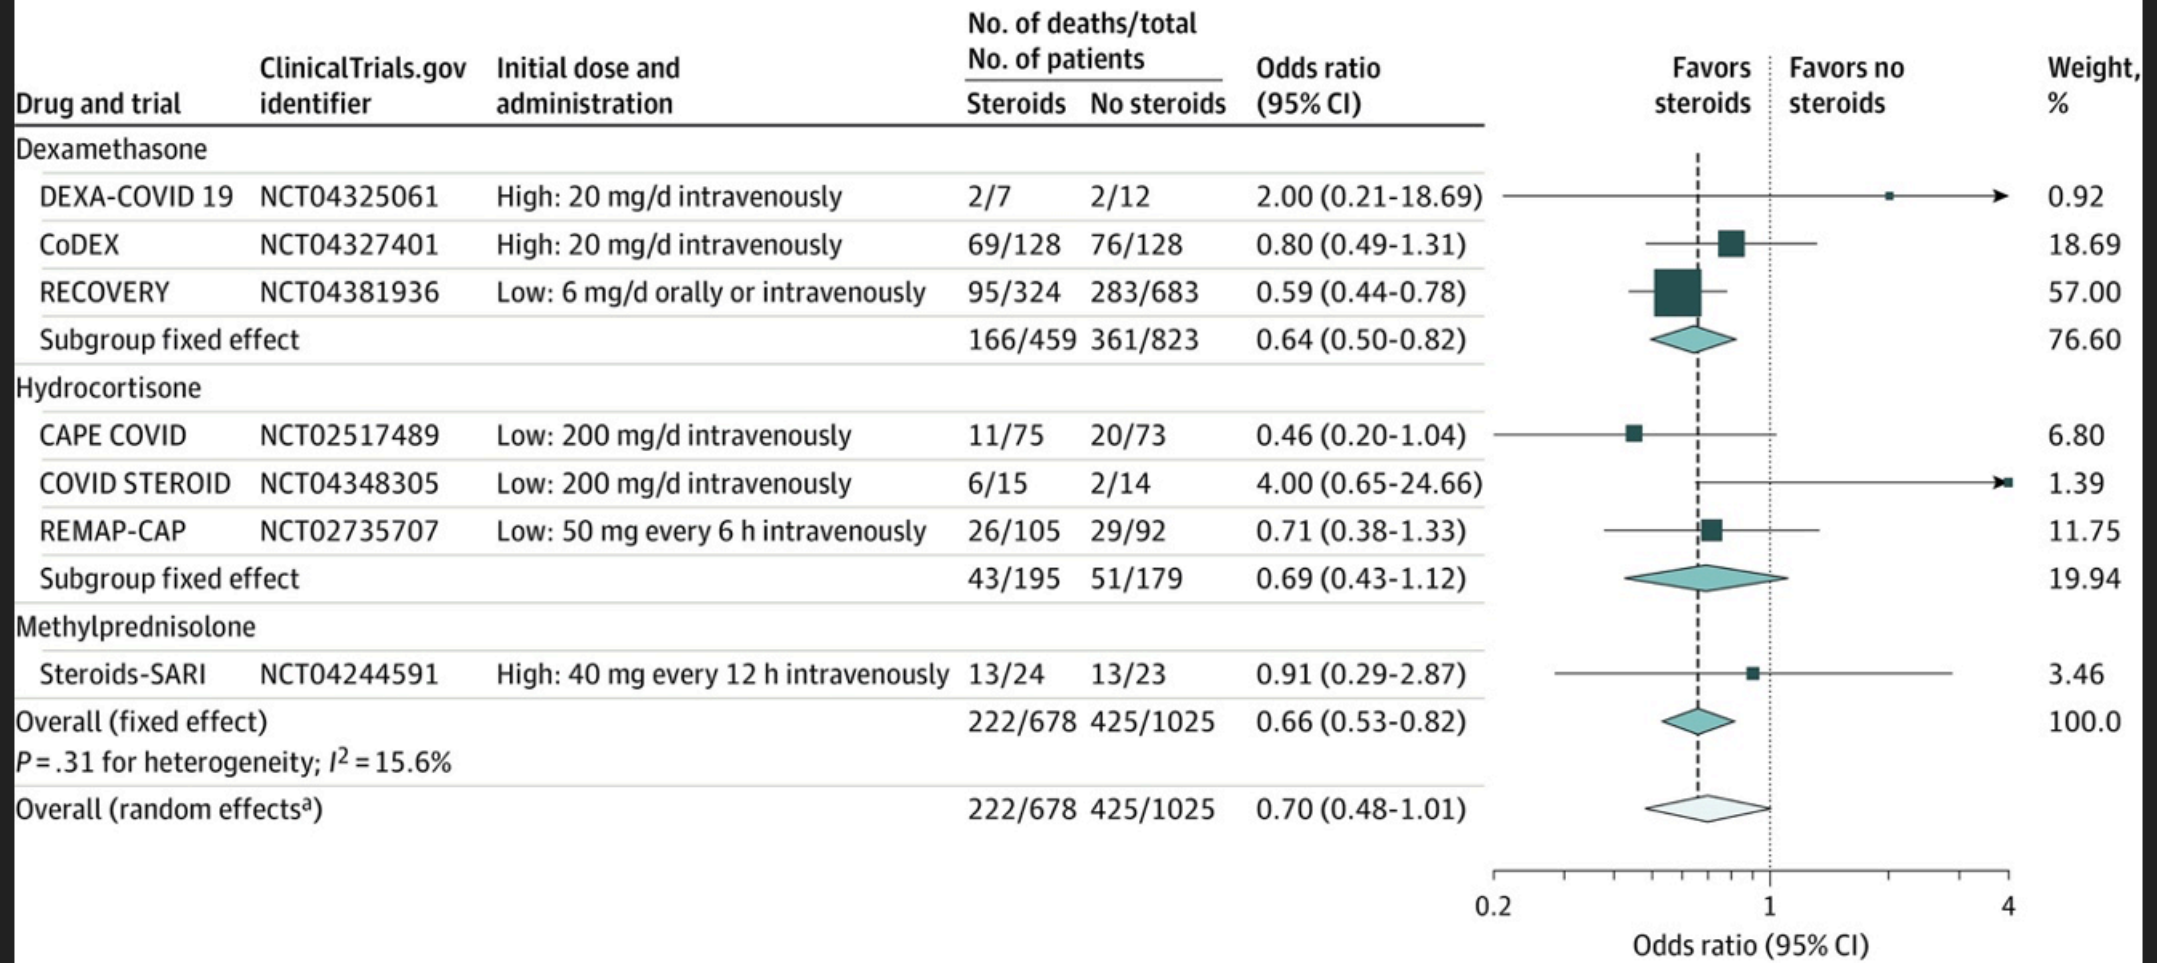 No. of deaths/total
No. of patients
ClinicalTrials.gov Initial dose and Odds ratio Favors Favors no Weight,
Drug and trial identifier administration Steroids No steroids (95% CI) steroids steroids %
Dexamethasone
DEXA-COVID 19 NCT04325061 High: 20 mg/d intravenously 2/7 2/12 2.00 (0.21-18.69) 0.92
CoDEX NCT04327401 High: 20 mg/d intravenously 69/128 76/128 0.80 (0.49-1.31) 18.69
RECOVERY NCT04381936 Low: 6 mg/d orally or intravenously 95/324 283/683 0.59 (0.44-0.78) 57.00
Subgroup fixed effect 166/459 361/823 0.64 (0.50-0.82) 76.60
Hydrocortisone
CAPE COVID NCT02517489 Low: 200 mg/d intravenously 11/75 20/73 0.46 (0.20-1.04) 6.80
COVID STEROID NCT04348305 Low: 200 mg/d intravenously 6/15 2/14 4.00 (0.65-24.66) 1.39
REMAP-CAP NCT02735707 Low: 50 mg every 6 h intravenously 26/105 29/92 0.71 (0.38-1.33) 11.75
Subgroup fixed effect 43/195 51/179 0.69 (0.43-1.12) 19.94
Methylprednisolone
Steroids-SARI NCT04244591 High: 40 mg every 12 h intravenously 13/24 13/23 0.91 (0.29-2.87) 3.46
Overall (fixed effect) 222/678 425/1025 0.66 (0.53-0.82) 100.0
P = .31 for heterogeneity; I² = 15.6%
Overall (random effectsᵃ) 222/678 425/1025 0.70 (0.48-1.01)
0.2 1 4
Odds ratio (95% CI)